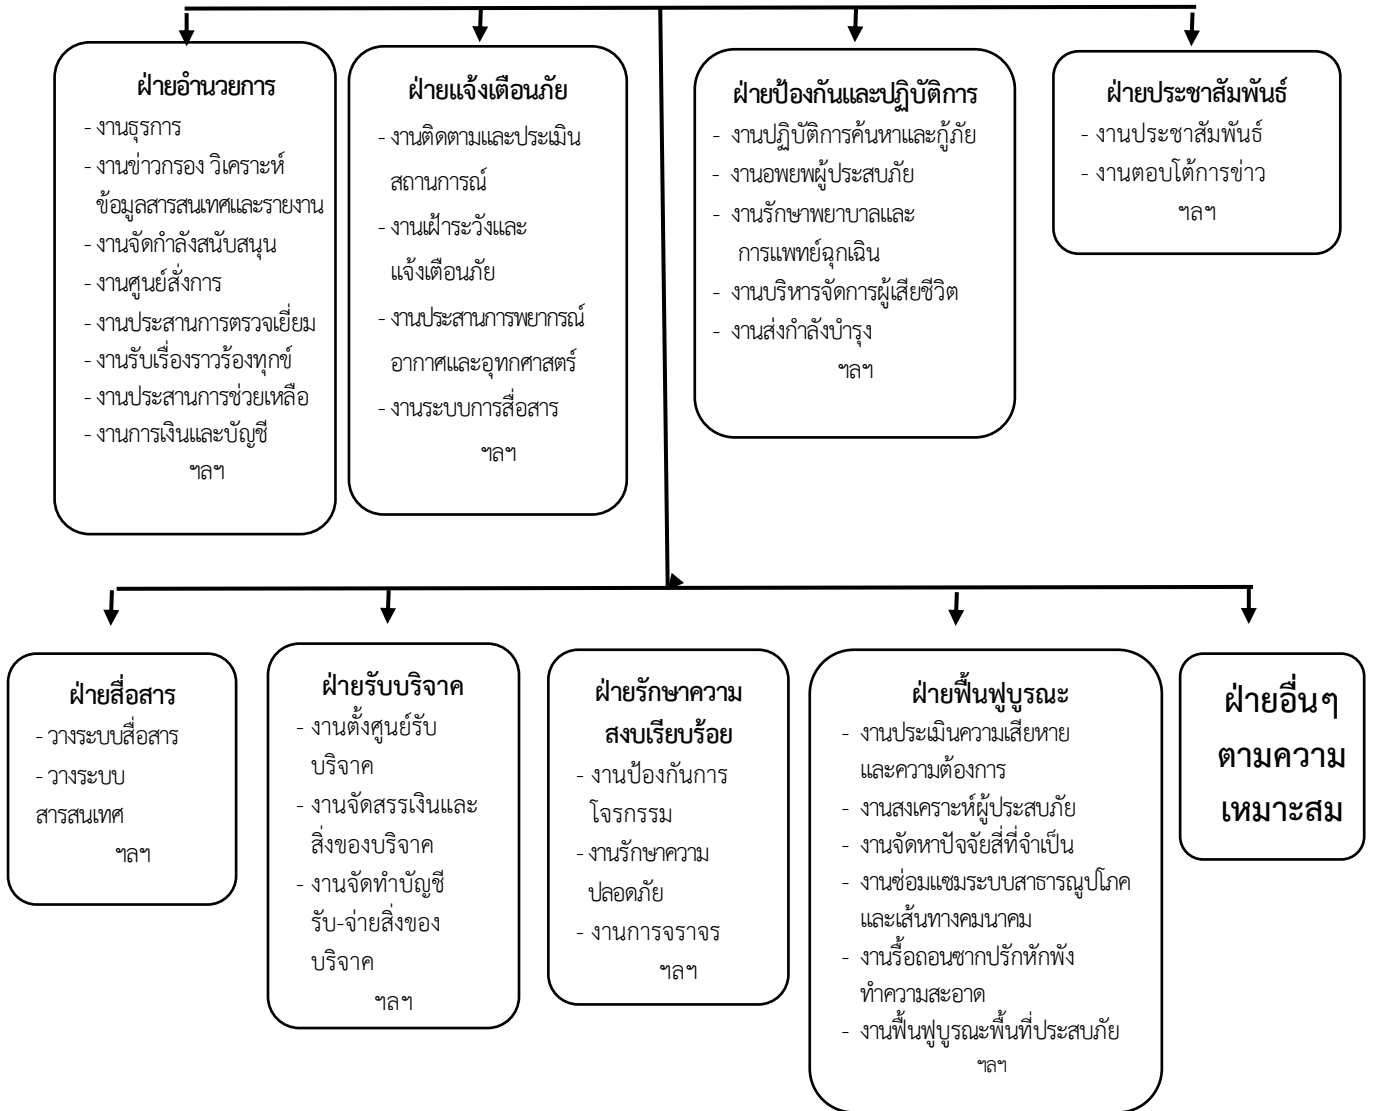 ฝ่ายอำนวยการ
- งานธุรการ
- งานข่าวกรอง วิเคราะห์
ข้อมูลสารสนเทศและรายงาน
- งานจัดกำลังสนับสนุน
- งานศูนย์สั่งการ
- งานประสานการตรวจเยี่ยม
- งานรับเรื่องราวร้องทุกข์
- งานประสานการช่วยเหลือ
- งานการเงินและบัญชี
ฯลฯ
ฝ่ายแจ้งเตือนภัย
- งานติดตามและประเมิน
สถานการณ์
- งานเฝ้าระวังและ
แจ้งเตือนภัย
- งานประสานการพยากรณ์
อากาศและอุทกศาสตร์
- งานระบบการสื่อสาร
ฯลฯ
ฝ่ายป้องกันและปฏิบัติการ
- งานปฏิบัติการค้นหาและกู้ภัย
- งานอพยพผู้ประสบภัย
- งานรักษาพยาบาลและ
การแพทย์ฉุกเฉิน
- งานบริหารจัดการผู้เสียชีวิต
- งานส่งกำลังบำรุง
ฯลฯ
ฝ่ายประชาสัมพันธ์
- งานประชาสัมพันธ์
- งานตอบโต้การข่าว
ฯลฯ
ฝ่ายสื่อสาร
- วางระบบสื่อสาร
- วางระบบ
สารสนเทศ
ฯลฯ
ฝ่ายรับบริจาค
- งานตั้งศูนย์รับ
บริจาค
- งานจัดสรรเงินและ
สิ่งของบริจาค
- งานจัดทำบัญชี
รับ-จ่ายสิ่งของ
บริจาค
ฯลฯ
ฝ่ายรักษาความ
สงบเรียบร้อย
- งานป้องกันการ
โจรกรรม
- งานรักษาความ
ปลอดภัย
- งานการจราจร
ฯลฯ
ฝ่ายฟื้นฟูบูรณะ
- งานประเมินความเสียหาย
และความต้องการ
- งานสงเคราะห์ผู้ประสบภัย
- งานจัดหาปัจจัยสี่ที่จำเป็น
- งานซ่อมแซมระบบสาธารณูปโภค
และเส้นทางคมนาคม
- งานรื้อถอนซากปรักหักพัง
ทำความสะอาด
- งานฟื้นฟูบูรณะพื้นที่ประสบภัย
ฯลฯ
ฝ่ายอื่นๆ
ตามความ
เหมาะสม